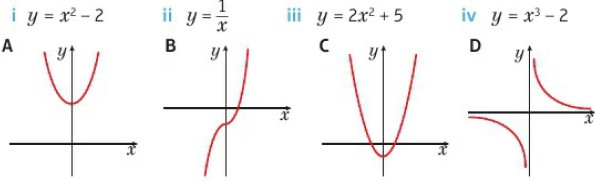 i y = x² – 2 ii y = 1/x iii y = 2x² + 5 iv y = x³ – 2
A B C D
y y y y
x x x x